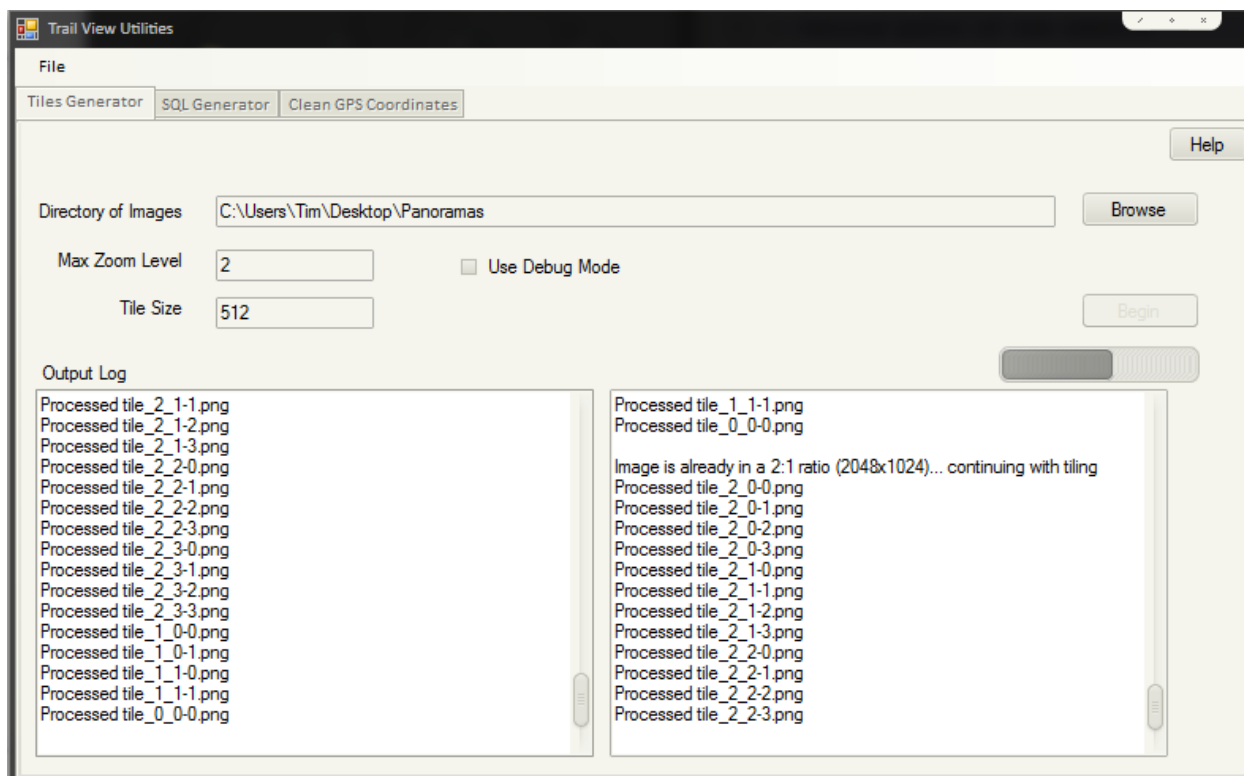 Trail View Utilities
File
Tiles Generator SQL Generator Clean GPS Coordinates
Help
Directory of Images C:\Users\Tim\Desktop\Panoramas Browse
Max Zoom Level 2 Use Debug Mode
Tile Size 512 Begin
Output Log
Processed tile_2_1-1.png
Processed tile_2_1-2.png
Processed tile_2_1-3.png
Processed tile_2_2-0.png
Processed tile_2_2-1.png
Processed tile_2_2-2.png
Processed tile_2_2-3.png
Processed tile_2_3-0.png
Processed tile_2_3-1.png
Processed tile_2_3-2.png
Processed tile_2_3-3.png
Processed tile_1_0-0.png
Processed tile_1_0-1.png
Processed tile_1_1-0.png
Processed tile_1_1-1.png
Processed tile_0_0-0.png
Processed tile_1_1-1.png
Processed tile_0_0-0.png
Image is already in a 2:1 ratio (2048x1024)... continuing with tiling
Processed tile_2_0-0.png
Processed tile_2_0-1.png
Processed tile_2_0-2.png
Processed tile_2_0-3.png
Processed tile_2_1-0.png
Processed tile_2_1-1.png
Processed tile_2_1-2.png
Processed tile_2_1-3.png
Processed tile_2_2-0.png
Processed tile_2_2-1.png
Processed tile_2_2-2.png
Processed tile_2_2-3.png